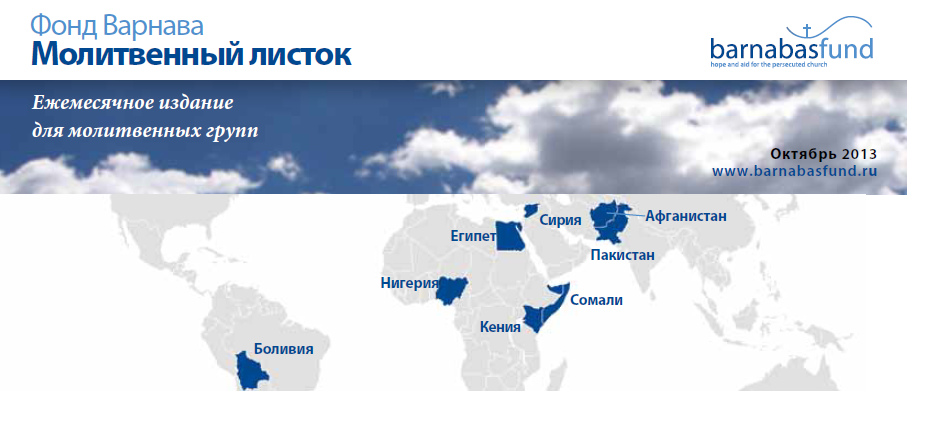 Фонд Варнава
Молитвенный листок
barnabasfund
hope and aid for the persecuted church
Ежемесячное издание
для молитвенных групп
Октябрь 2013
www.barnabasfund.ru
Сирия
Афганистан
Египет
Пакистан
Нигерия
Сомали
Кения
Боливия